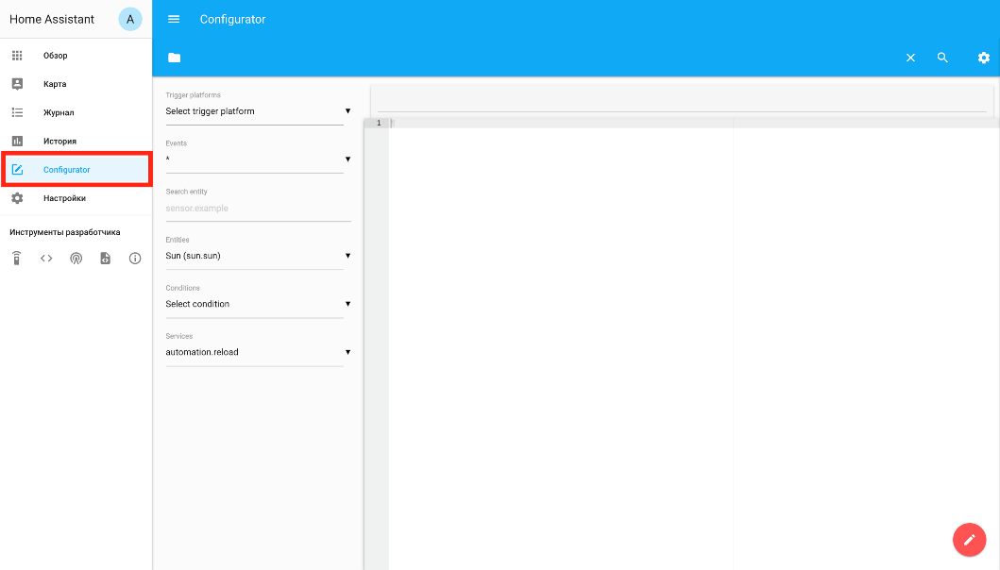 Home Assistant
A
Configurator
Обзор
Карта
Журнал
История
Configurator
Настройки
Инструменты разработчика
Trigger platforms
Select trigger platform
Events
*
Search entity
sensor.example
Entities
Sun (sun.sun)
Conditions
Select condition
Services
automation.reload
1